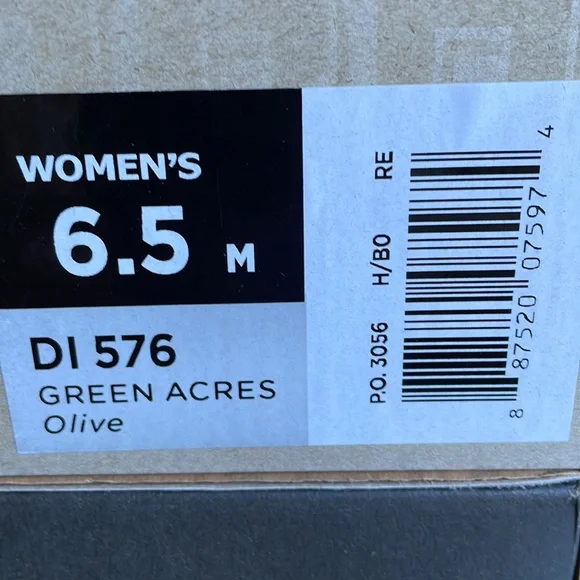 WOMEN'S
6.5 M
DI 576
GREEN ACRES
Olive
P.O. 3056 H/BO RE
8 87520 07597 4